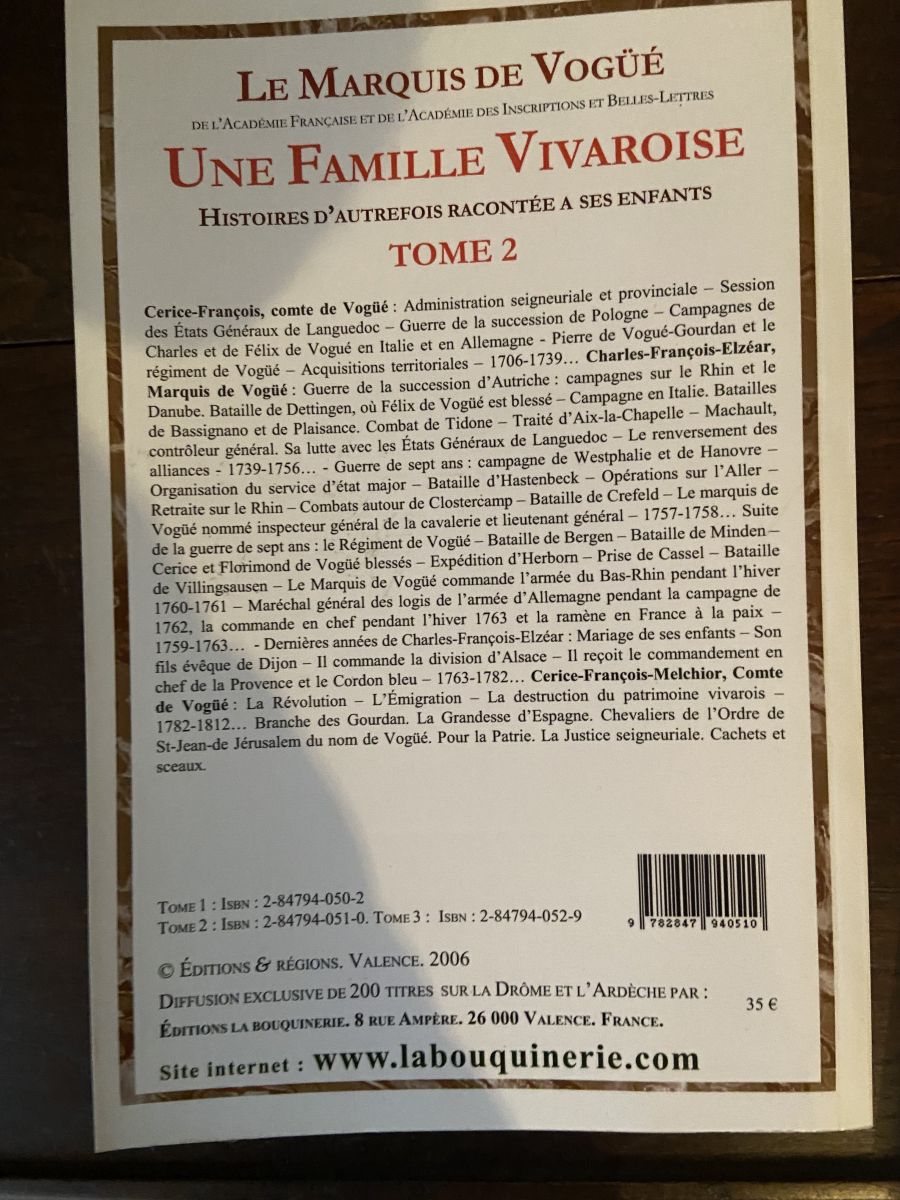 LE MARQUIS DE VOGÜÉ
DE L'ACADÉMIE FRANÇAISE ET DE L'ACADÉMIE DES INSCRIPTIONS ET BELLES-LETTRES
UNE FAMILLE VIVAROISE
HISTOIRES D'AUTREFOIS RACONTÉE A SES ENFANTS
TOME 2
Cerice-François, comte de Vogüé : Administration seigneuriale et provinciale – Session
des États Généraux de Languedoc – Guerre de la succession de Pologne – Campagnes de
Charles et de Félix de Vogué en Italie et en Allemagne - Pierre de Vogué-Gourdan et le
régiment de Vogüé – Acquisitions territoriales – 1706-1739… Charles-François-Elzéar,
Marquis de Vogüé : Guerre de la succession d'Autriche : campagnes sur le Rhin et le
Danube. Bataille de Dettingen, où Félix de Vogüé est blessé – Campagne en Italie. Batailles
de Bassignano et de Plaisance. Combat de Tidone – Traité d'Aix-la-Chapelle – Machault,
contrôleur général. Sa lutte avec les États Généraux de Languedoc – Le renversement des
alliances - 1739-1756… - Guerre de sept ans : campagne de Westphalie et de Hanovre –
Organisation du service d'état major – Bataille d'Hastenbeck – Opérations sur l'Aller –
Retraite sur le Rhin – Combats autour de Clostercamp – Bataille de Crefeld – Le marquis de
Vogüé nommé inspecteur général de la cavalerie et lieutenant général – 1757-1758… Suite
de la guerre de sept ans : le Régiment de Vogüé – Bataille de Bergen – Bataille de Minden –
Cerice et Florimond de Vogüé blessés – Expédition d'Herborn – Prise de Cassel – Bataille
de Villingsausen – Le Marquis de Vogüé commande l'armée du Bas-Rhin pendant l'hiver
1760-1761 – Maréchal général des logis de l'armée d'Allemagne pendant la campagne de
1762, la commande en chef pendant l'hiver 1763 et la ramène en France à la paix –
1759-1763… - Dernières années de Charles-François-Elzéar : Mariage de ses enfants – Son
fils évêque de Dijon – Il commande la division d'Alsace – Il reçoit le commandement en
chef de la Provence et le Cordon bleu – 1763-1782… Cerice-François-Melchior, Comte
de Vogüé : La Révolution – L'Émigration – La destruction du patrimoine vivarois –
1782-1812… Branche des Gourdan. La Grandesse d'Espagne. Chevaliers de l'Ordre de
St-Jean-de Jérusalem du nom de Vogüé. Pour la Patrie. La Justice seigneuriale. Cachets et
sceaux.
TOME 1 : ISBN : 2-84794-050-2
TOME 2 : ISBN : 2-84794-051-0. TOME 3 : ISBN : 2-84794-052-9
9 782847 940510
© ÉDITIONS & RÉGIONS. VALENCE. 2006
DIFFUSION EXCLUSIVE DE 200 TITRES SUR LA DRÔME ET L'ARDÈCHE PAR :
35 €
ÉDITIONS LA BOUQUINERIE. 8 RUE AMPÈRE. 26 000 VALENCE. FRANCE.
Site internet : www.labouquinerie.com